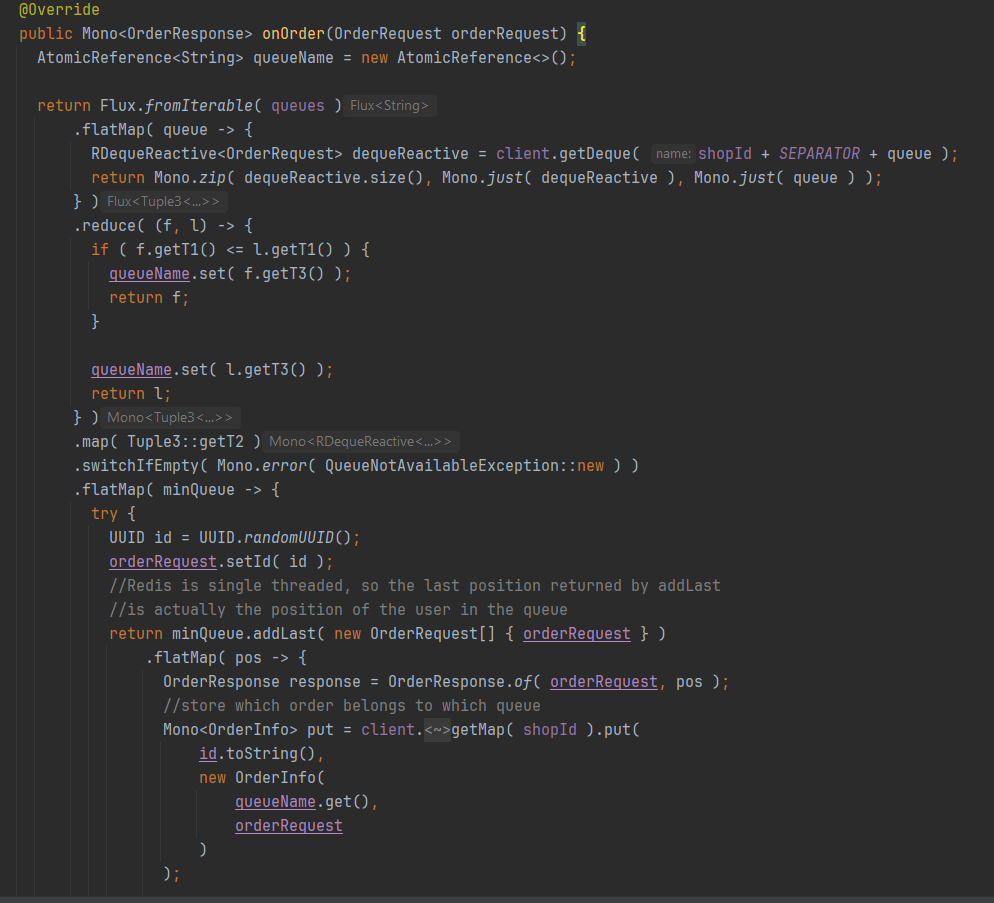 @Override
public Mono<OrderResponse> onOrder(OrderRequest orderRequest) {
AtomicReference<String> queueName = new AtomicReference<>();
return Flux.fromIterable( queues ) Flux<String>
.flatMap( queue -> {
RDequeReactive<OrderRequest> dequeReactive = client.getDeque( name: shopId + SEPARATOR + queue );
return Mono.zip( dequeReactive.size(), Mono.just( dequeReactive ), Mono.just( queue ) );
} ) Flux<Tuple3<...>>
.reduce( (f, l) -> {
if ( f.getT1() <= l.getT1() ) {
queueName.set( f.getT3() );
return f;
}
queueName.set( l.getT3() );
return l;
} ) Mono<Tuple3<...>>
.map( Tuple3::getT2 ) Mono<RDequeReactive<...>>
.switchIfEmpty( Mono.error( QueueNotAvailableException::new ) )
.flatMap( minQueue -> {
try {
UUID id = UUID.randomUUID();
orderRequest.setId( id );
//Redis is single threaded, so the last position returned by addLast
//is actually the position of the user in the queue
return minQueue.addLast( new OrderRequest[] { orderRequest } )
.flatMap( pos -> {
OrderResponse response = OrderResponse.of( orderRequest, pos );
//store which order belongs to which queue
Mono<OrderInfo> put = client.<~>getMap( shopId ).put(
id.toString(),
new OrderInfo(
queueName.get(),
orderRequest
)
);